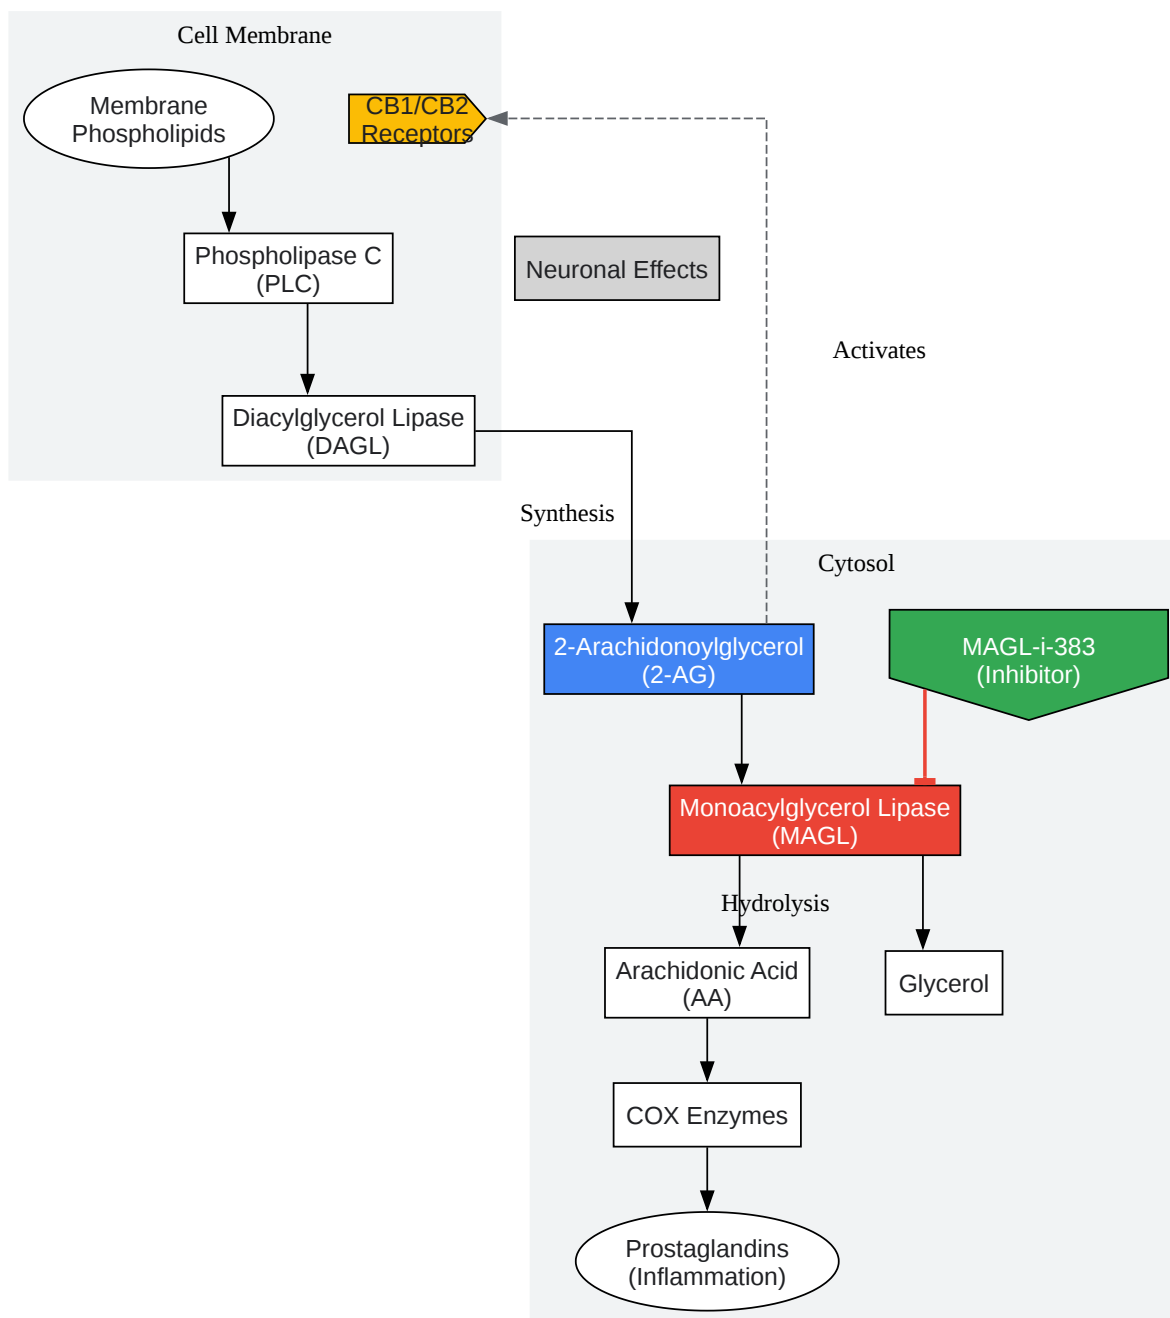 Cell Membrane
Membrane
Phospholipids
CB1/CB2
Receptors
Phospholipase C
(PLC)
Neuronal Effects
Activates
Diacylglycerol Lipase
(DAGL)
Synthesis
Cytosol
2-Arachidonoylglycerol
(2-AG)
MAGL-i-383
(Inhibitor)
Monoacylglycerol Lipase
(MAGL)
Hydrolysis
Arachidonic Acid
(AA)
Glycerol
COX Enzymes
Prostaglandins
(Inflammation)